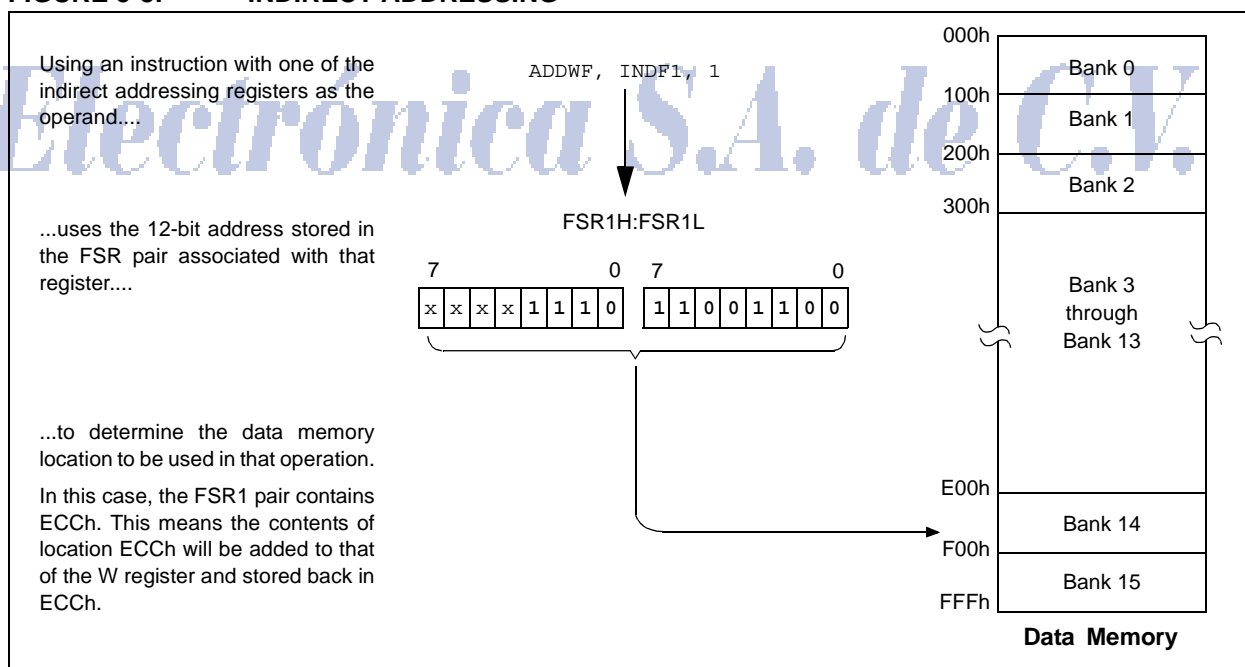 FIGURE 5-8: INDIRECT ADDRESSING
Electrónica S.A. de C.V.
Using an instruction with one of the
indirect addressing registers as the
operand....
...uses the 12-bit address stored in
the FSR pair associated with that
register....
...to determine the data memory
location to be used in that operation.
In this case, the FSR1 pair contains
ECCh. This means the contents of
location ECCh will be added to that
of the W register and stored back in
ECCh.
ADDWF, INDF1, 1
FSR1H:FSR1L
7 0 7 0
x x x x 1 1 1 0 1 1 0 0 1 1 0 0
000h
Bank 0
100h
Bank 1
200h
Bank 2
300h
Bank 3
through
Bank 13
E00h
Bank 14
F00h
Bank 15
FFFh
Data Memory